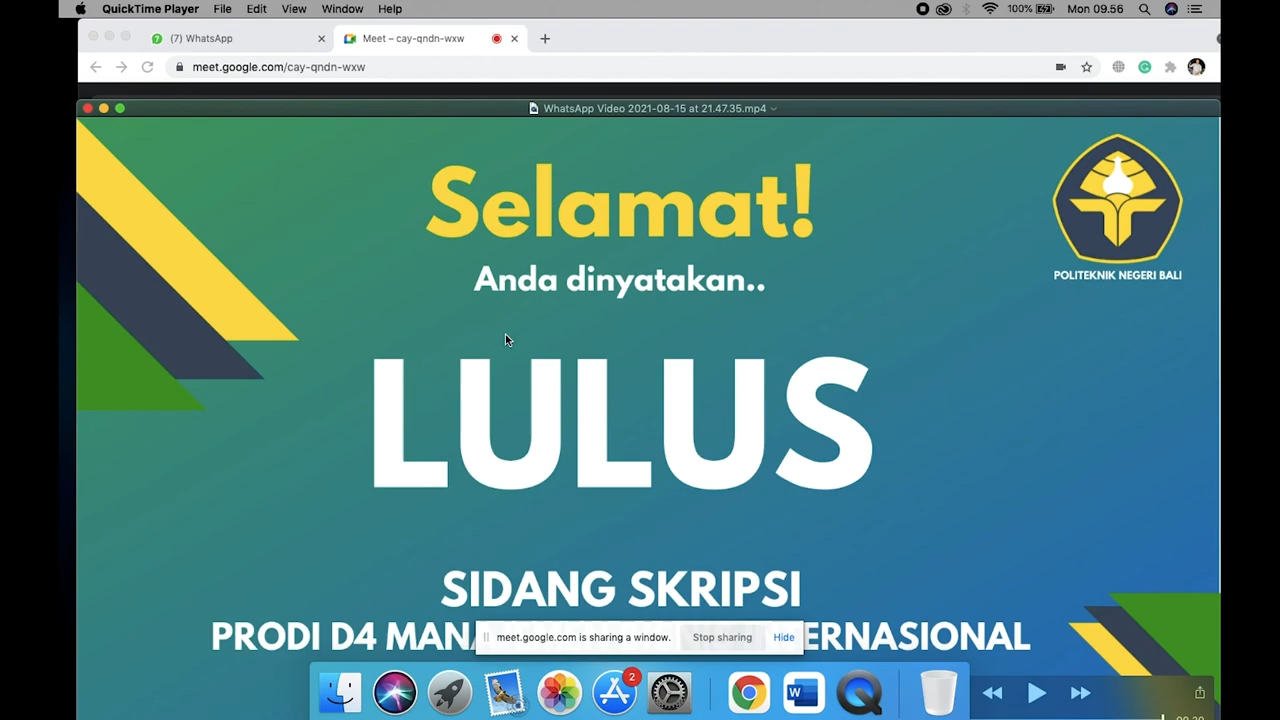 QuickTime Player File Edit View Window Help 100% Mon 09.56
(7) WhatsApp Meet – cay-qndn-wxw
meet.google.com/cay-qndn-wxw
WhatsApp Video 2021-08-15 at 21.47.35.mp4
Selamat!
Anda dinyatakan..
POLITEKNIK NEGERI BALI
LULUS
SIDANG SKRIPSI
PRODI D4 ERNASIONAL
meet.google.com is sharing a window. Stop sharing Hide
2
W